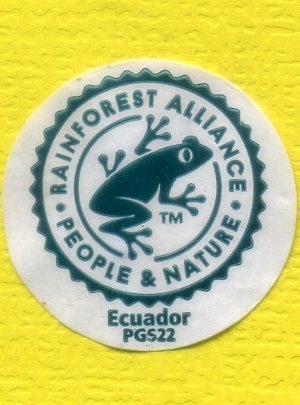 • RAINFOREST ALLIANCE •
PEOPLE & NATURE
TM
Ecuador
PGS22